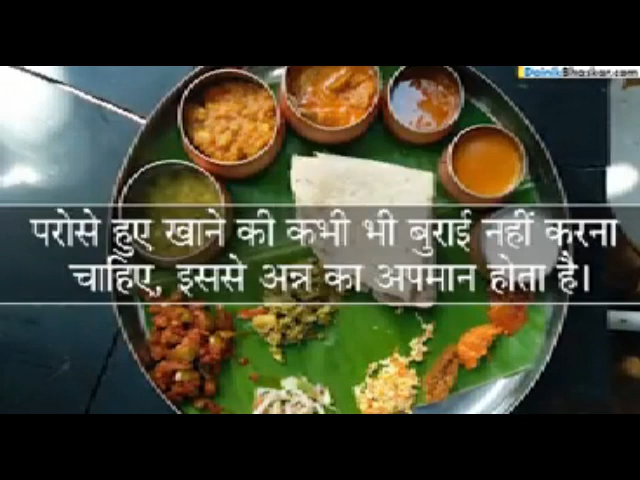 DainikBhaskar.com
परोसे हुए खाने की कभी भी बुराई नहीं करना
चाहिए, इससे अन्न का अपमान होता है।